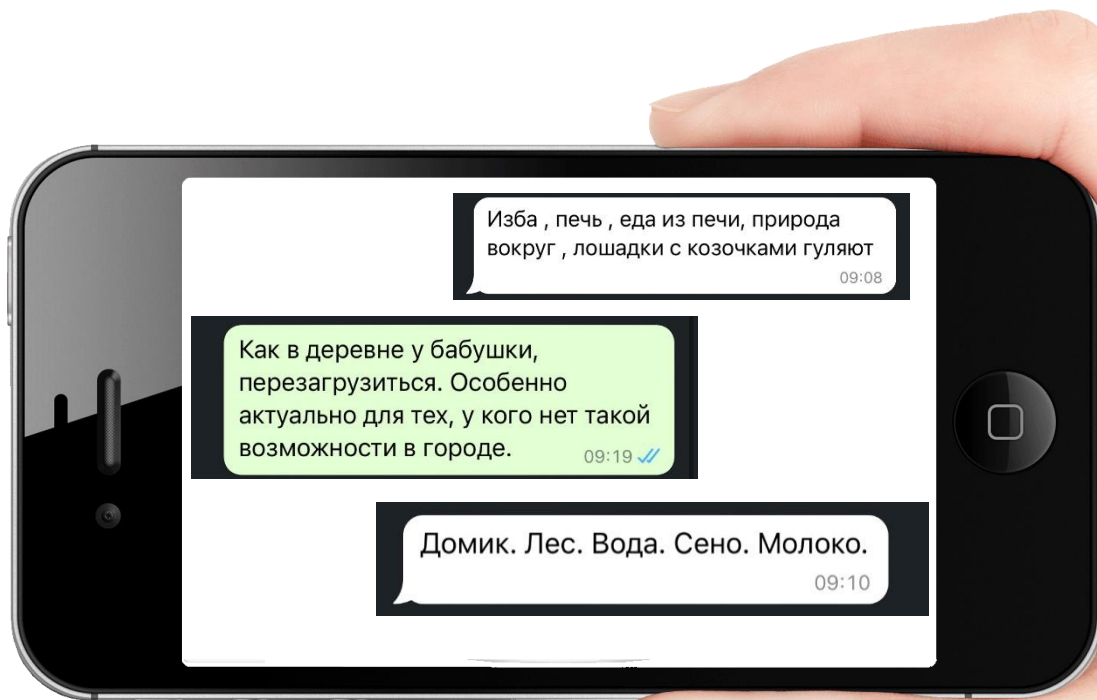 Изба , печь , еда из печи, природа
вокруг , лошадки с козочками гуляют
09:08
Как в деревне у бабушки,
перезагрузиться. Особенно
актуально для тех, у кого нет такой
возможности в городе.
09:19
Домик. Лес. Вода. Сено. Молоко.
09:10